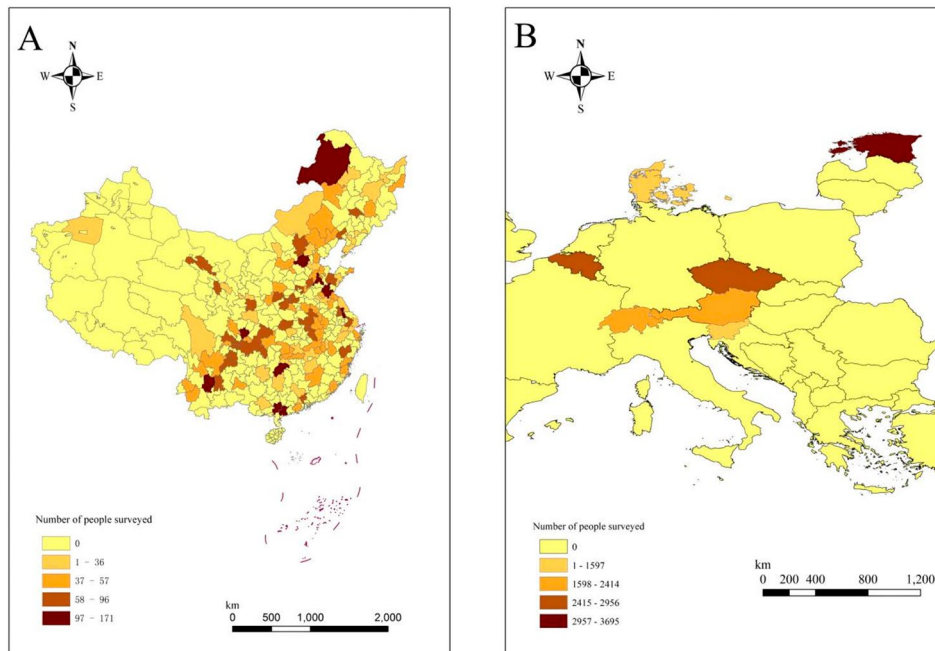 A
N
W E
S
Number of people surveyed
0
1 - 36
37 - 57
58 - 96
97 - 171
km
0 500 1,000 2,000
B
N
W E
S
Number of people surveyed
0
1 - 1597
1598 - 2414
2415 - 2956
2957 - 3695
km
0 200 400 800 1,200